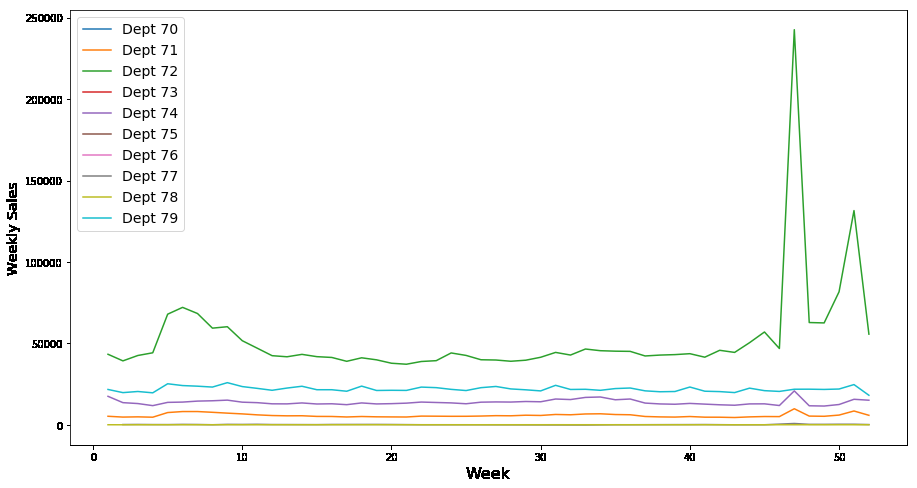 250000
200000
150000
100000
50000
0
Weekly Sales
Dept 70
Dept 71
Dept 72
Dept 73
Dept 74
Dept 75
Dept 76
Dept 77
Dept 78
Dept 79
0 10 20 30 40 50
Week